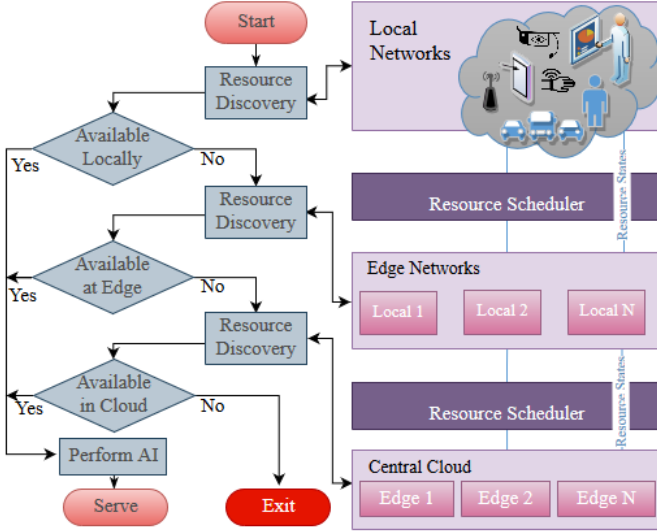 Start
Resource
Discovery
Available
Locally
Yes
No
Resource
Discovery
Available
at Edge
Yes
No
Resource
Discovery
Available
in Cloud
Yes
No
Perform AI
Serve
Exit
Local
Networks
Resource Scheduler
Resource States
Edge Networks
Local 1
Local 2
Local N
Resource Scheduler
Resource States
Central Cloud
Edge 1
Edge 2
Edge N